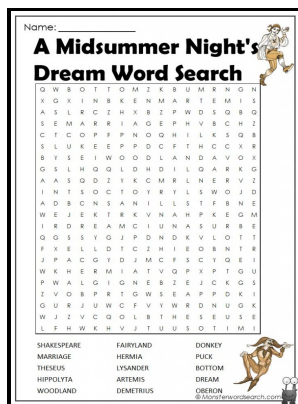 Name:
A Midsummer Night's
Dream Word Search
Q W B O T T O M Z K B U M R N G N
X G X I N B K E N M A R T E M I S
A S L R C Z H X B Z P W D S Q B Q
S E M A R R I A G E P H V B C H Z
C T C O P F P N O Q H I L K S Q B
S L U K E E P P D C F T H C C X R
B Y S E I W O O D L A N D A V O X
G S L H Q Q L D H D I L Q A R K G
A A S Q D Z Y K C M R L N E R V Z
I N T S O C T O Y R Y L S W O J D
A D B C N S A N I L L S T F B N E
W E J E K T R K V N A H P K E G M
I R D R E A M C I U N A S U R B E
Q G S S Y G J P D N D K V L O T T
F X E L L D T C Z H I E O B N T R
J P A C G Y D J M C F S C Y Q E I
W K H E R M I A T V Q P X P T G U
P W A L G I G N E B Z E J C K G S
Z V O B P R T G W S E A P P D K I
G U R J U W C F V Y W R D N U G K
W J Z V C Q O L B T H E S E U S E
L F H W K H V J T U U S O T I M I
SHAKESPEARE FAIRYLAND DONKEY
MARRIAGE HERMIA PUCK
THESEUS LYSANDER BOTTOM
HIPPOLYTA ARTEMIS DREAM
WOODLAND DEMETRIUS OBERON
© Monsterwordsearch.com